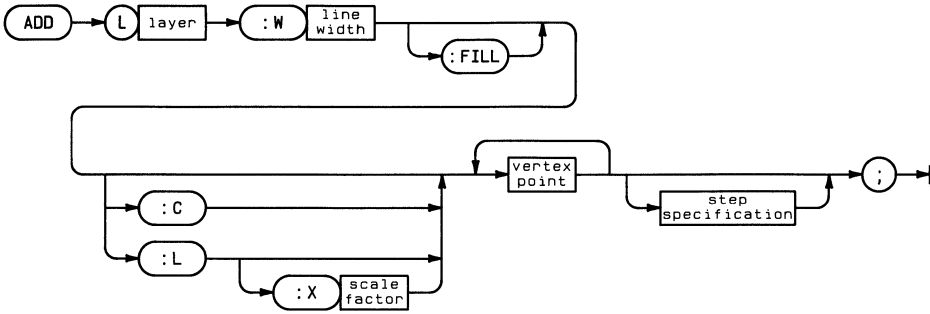 ADD L layer :W line width
:FILL
vertex point ;
:C step specification
:L
:X scale factor